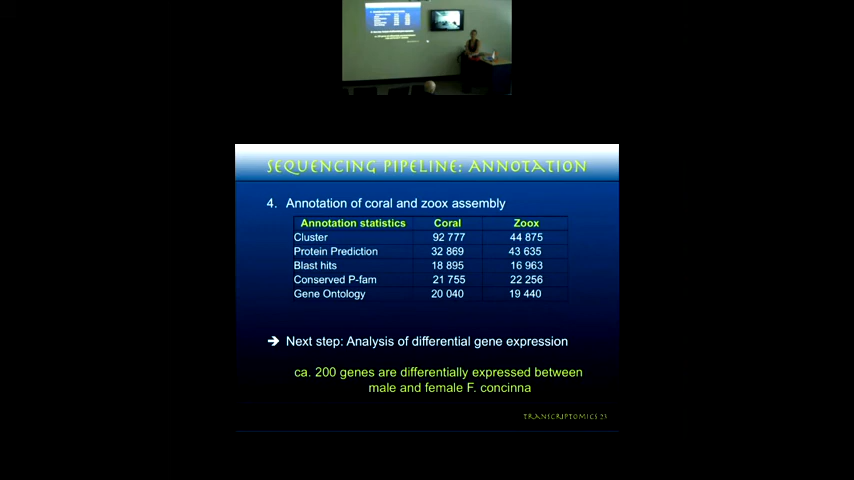 SEQUENCING PIPELINE: ANNOTATION
4. Annotation of coral and zoox assembly
Annotation statistics Coral Zoox
Cluster 92 777 44 875
Protein Prediction 32 869 43 635
Blast hits 18 895 16 963
Conserved P-fam 21 755 22 256
Gene Ontology 20 040 19 440
➔ Next step: Analysis of differential gene expression
ca. 200 genes are differentially expressed between
male and female F. concinna
TRANSCRIPTOMICS 23